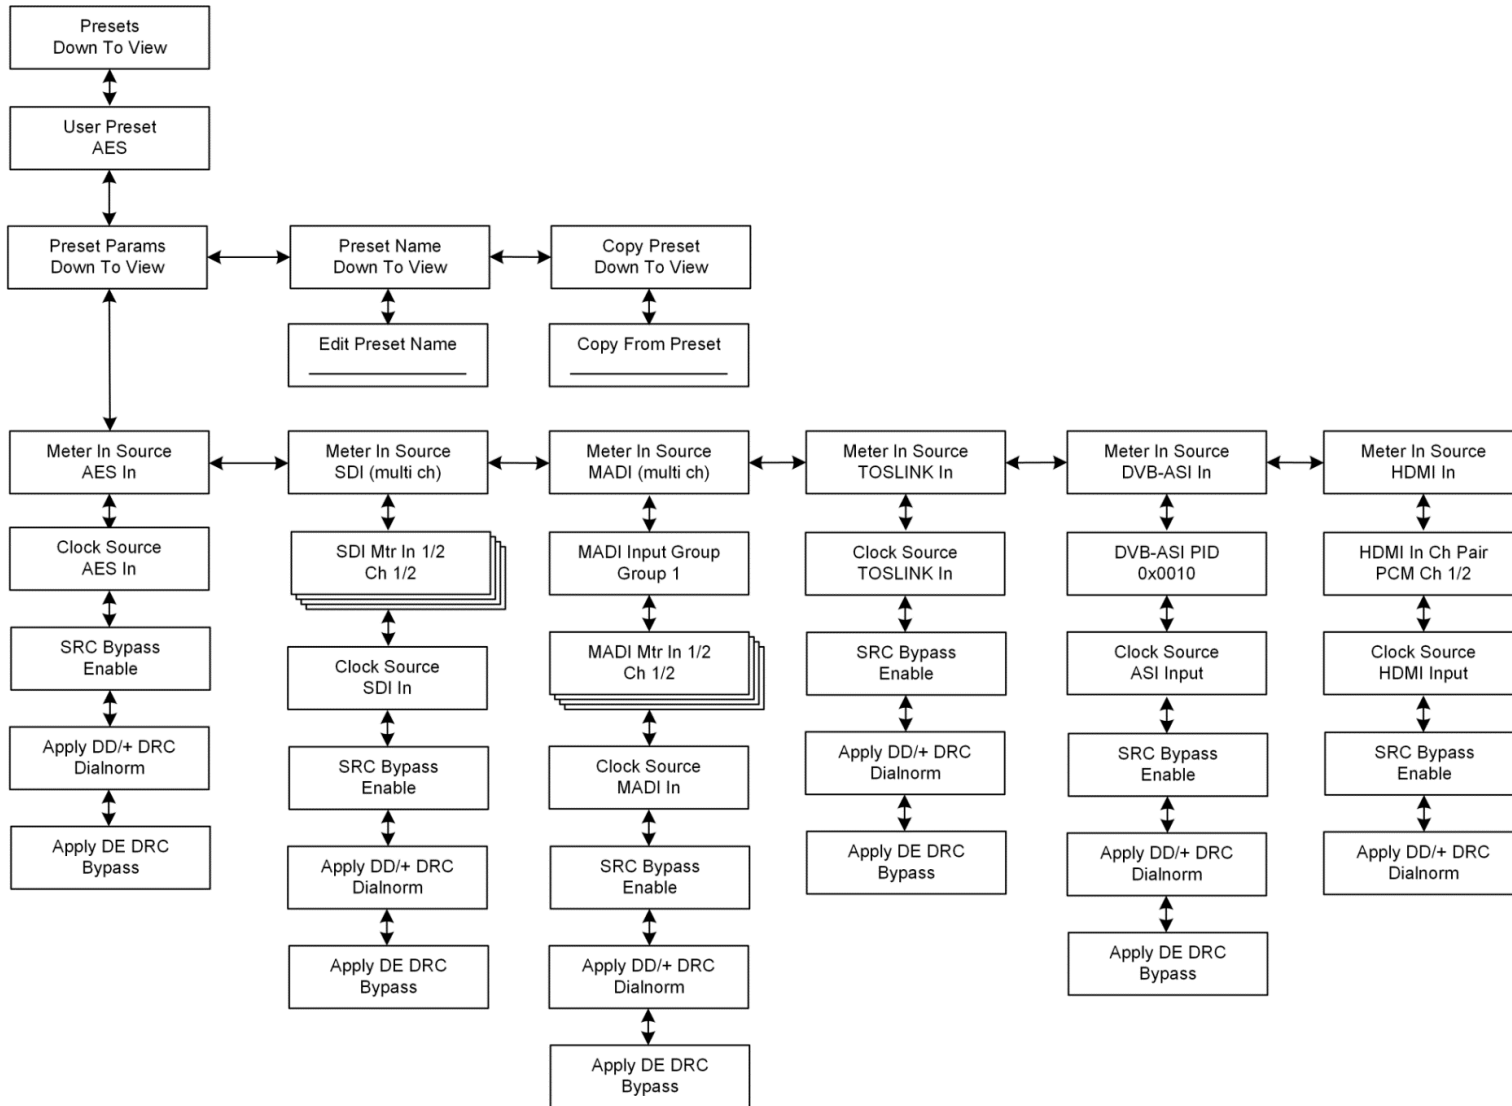 Presets
Down To View
User Preset
AES
Preset Params
Down To View
Preset Name
Down To View
Copy Preset
Down To View
Edit Preset Name
Copy From Preset
Meter In Source
AES In
Meter In Source
SDI (multi ch)
Meter In Source
MADI (multi ch)
Meter In Source
TOSLINK In
Meter In Source
DVB-ASI In
Meter In Source
HDMI In
Clock Source
AES In
SRC Bypass
Enable
Apply DD/+ DRC
Dialnorm
Apply DE DRC
Bypass
SDI Mtr In 1/2
Ch 1/2
Clock Source
SDI In
SRC Bypass
Enable
Apply DD/+ DRC
Dialnorm
Apply DE DRC
Bypass
MADI Input Group
Group 1
MADI Mtr In 1/2
Ch 1/2
Clock Source
MADI In
SRC Bypass
Enable
Apply DD/+ DRC
Dialnorm
Apply DE DRC
Bypass
Clock Source
TOSLINK In
SRC Bypass
Enable
Apply DD/+ DRC
Dialnorm
Apply DE DRC
Bypass
DVB-ASI PID
0x0010
Clock Source
ASI Input
SRC Bypass
Enable
Apply DD/+ DRC
Dialnorm
Apply DE DRC
Bypass
HDMI In Ch Pair
PCM Ch 1/2
Clock Source
HDMI Input
SRC Bypass
Enable
Apply DD/+ DRC
Dialnorm